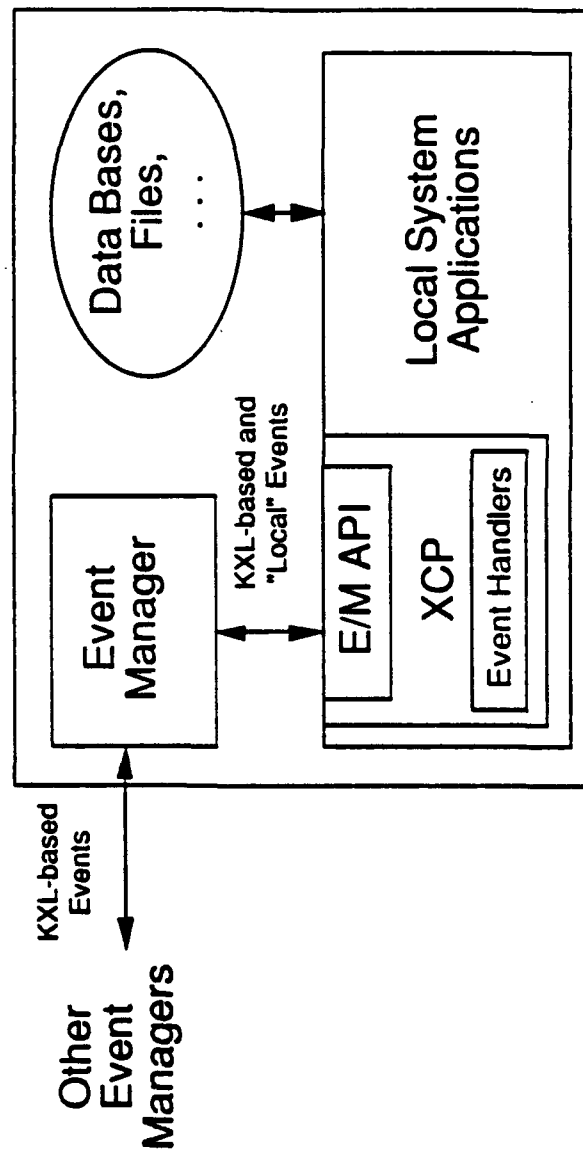 Other
Event
Managers
KXL-based
Events
Event
Manager
KXL-based and
"Local" Events
Data Bases,
Files,
. . .
E/M API
XCP
Event Handlers
Local System
Applications